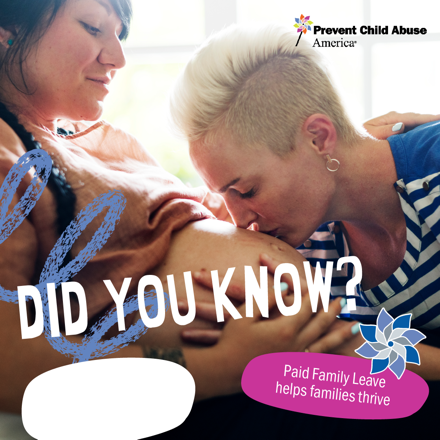 Prevent Child Abuse
America®
DID YOU KNOW?
Paid Family Leave
helps families thrive